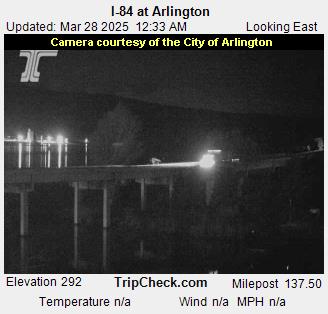 I-84 at Arlington
Updated: Mar 28 2025 12:33 AM Looking East
Camera courtesy of the City of Arlington
Elevation 292 TripCheck.com Milepost 137.50
Temperature n/a Wind n/a MPH n/a